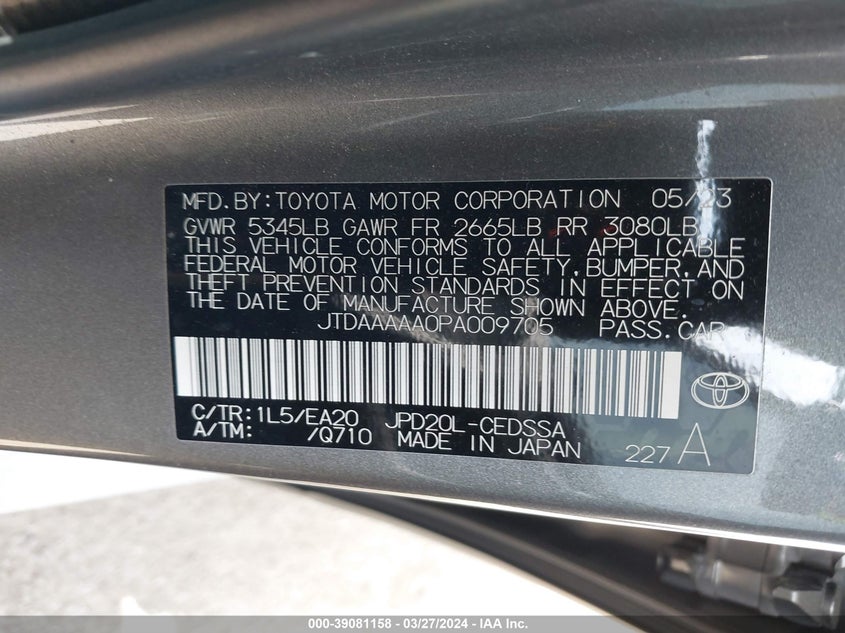 MFD.BY:TOYOTA MOTOR CORPORATION 05/23
GVWR 5345LB GAWR FR 2665LB RR 3080LB
THIS VEHICLE CONFORMS TO ALL APPLICABLE
FEDERAL MOTOR VEHICLE SAFETY,BUMPER,AND
THEFT PREVENTION STANDARDS IN EFFECT ON
THE DATE OF MANUFACTURE SHOWN ABOVE.
JTDAAAAAA0PA009705 PASS.CAR
C/TR:1L5/EA20 JPD20L-CEDSSA
A/TM: /Q710 MADE IN JAPAN
227A
000-39081158 - 03/27/2024 - IAA Inc.